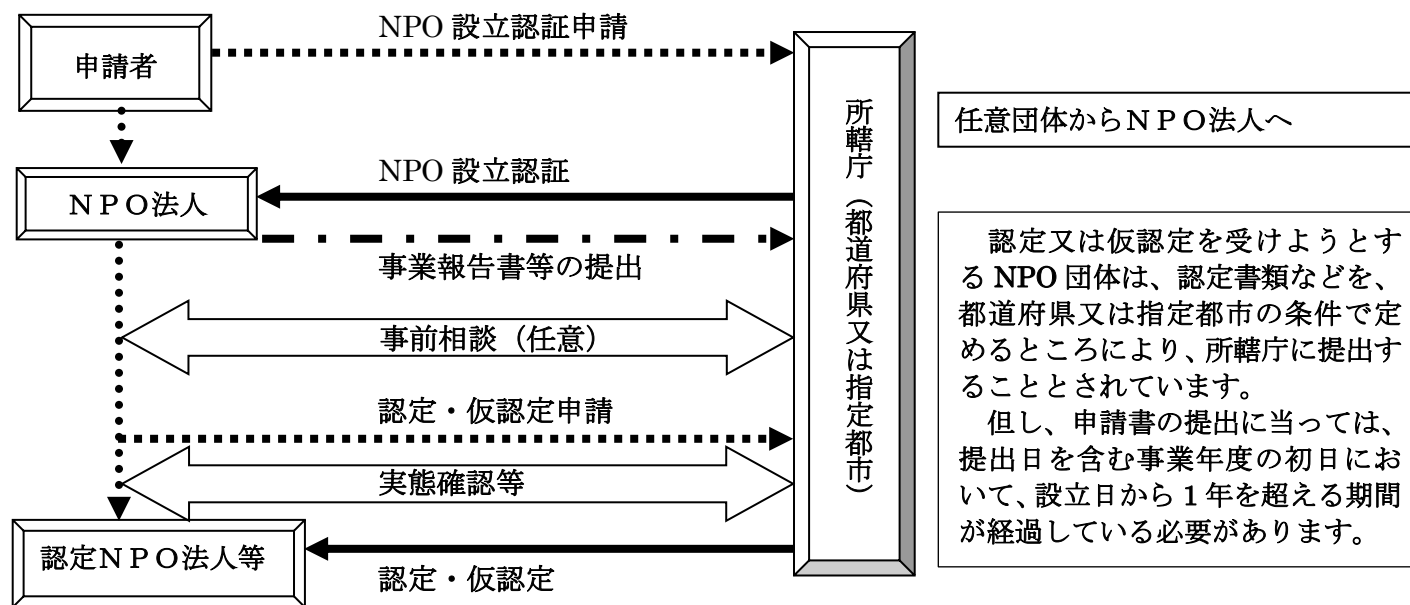 NPO 設立認証申請
申請者
所轄庁（都道府県又は指定都市）
任意団体からＮＰＯ法人へ
NPO 設立認証
ＮＰＯ法人
事業報告書等の提出
事前相談（任意）
認定・仮認定申請
実態確認等
認定ＮＰＯ法人等
認定・仮認定
認定又は仮認定を受けようとす
る NPO 団体は、認定書類などを、
都道府県又は指定都市の条件で定
めるところにより、所轄庁に提出す
ることとされています。
但し、申請書の提出に当っては、
提出日を含む事業年度の初日にお
いて、設立日から 1 年を超える期間
が経過している必要があります。